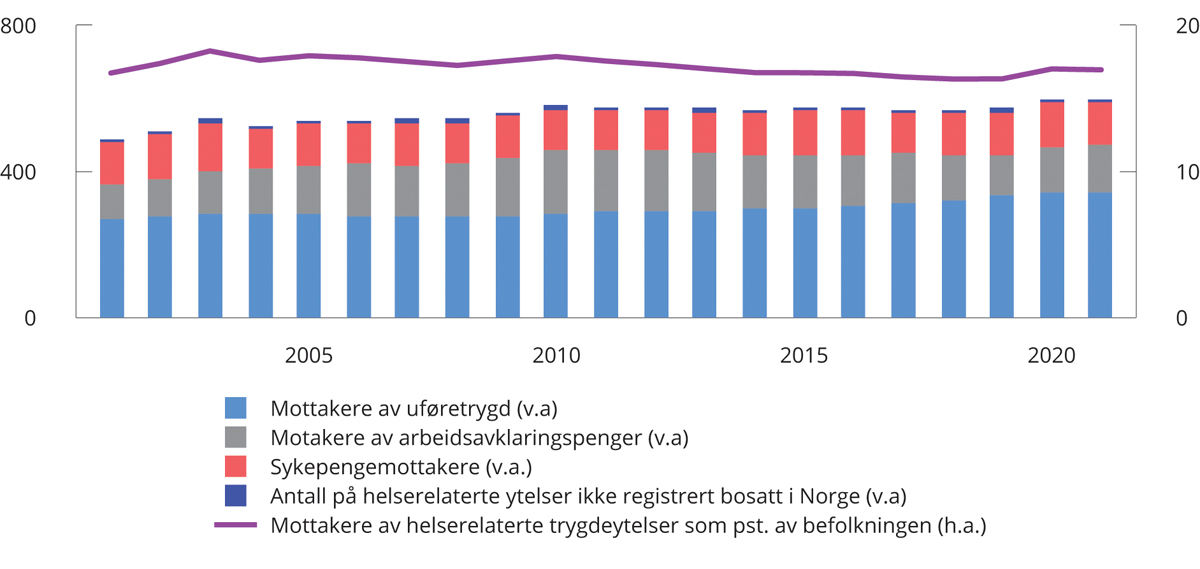 800 20
400 10
0 0
2005 2010 2015 2020
Mottakere av uføretrygd (v.a)
Motakere av arbeidsavklaringspenger (v.a)
Sykepengemottakere (v.a.)
Antall på helserelaterte ytelser ikke registrert bosatt i Norge (v.a)
Mottakere av helserelaterte trygdeytelser som pst. av befolkningen (h.a.)